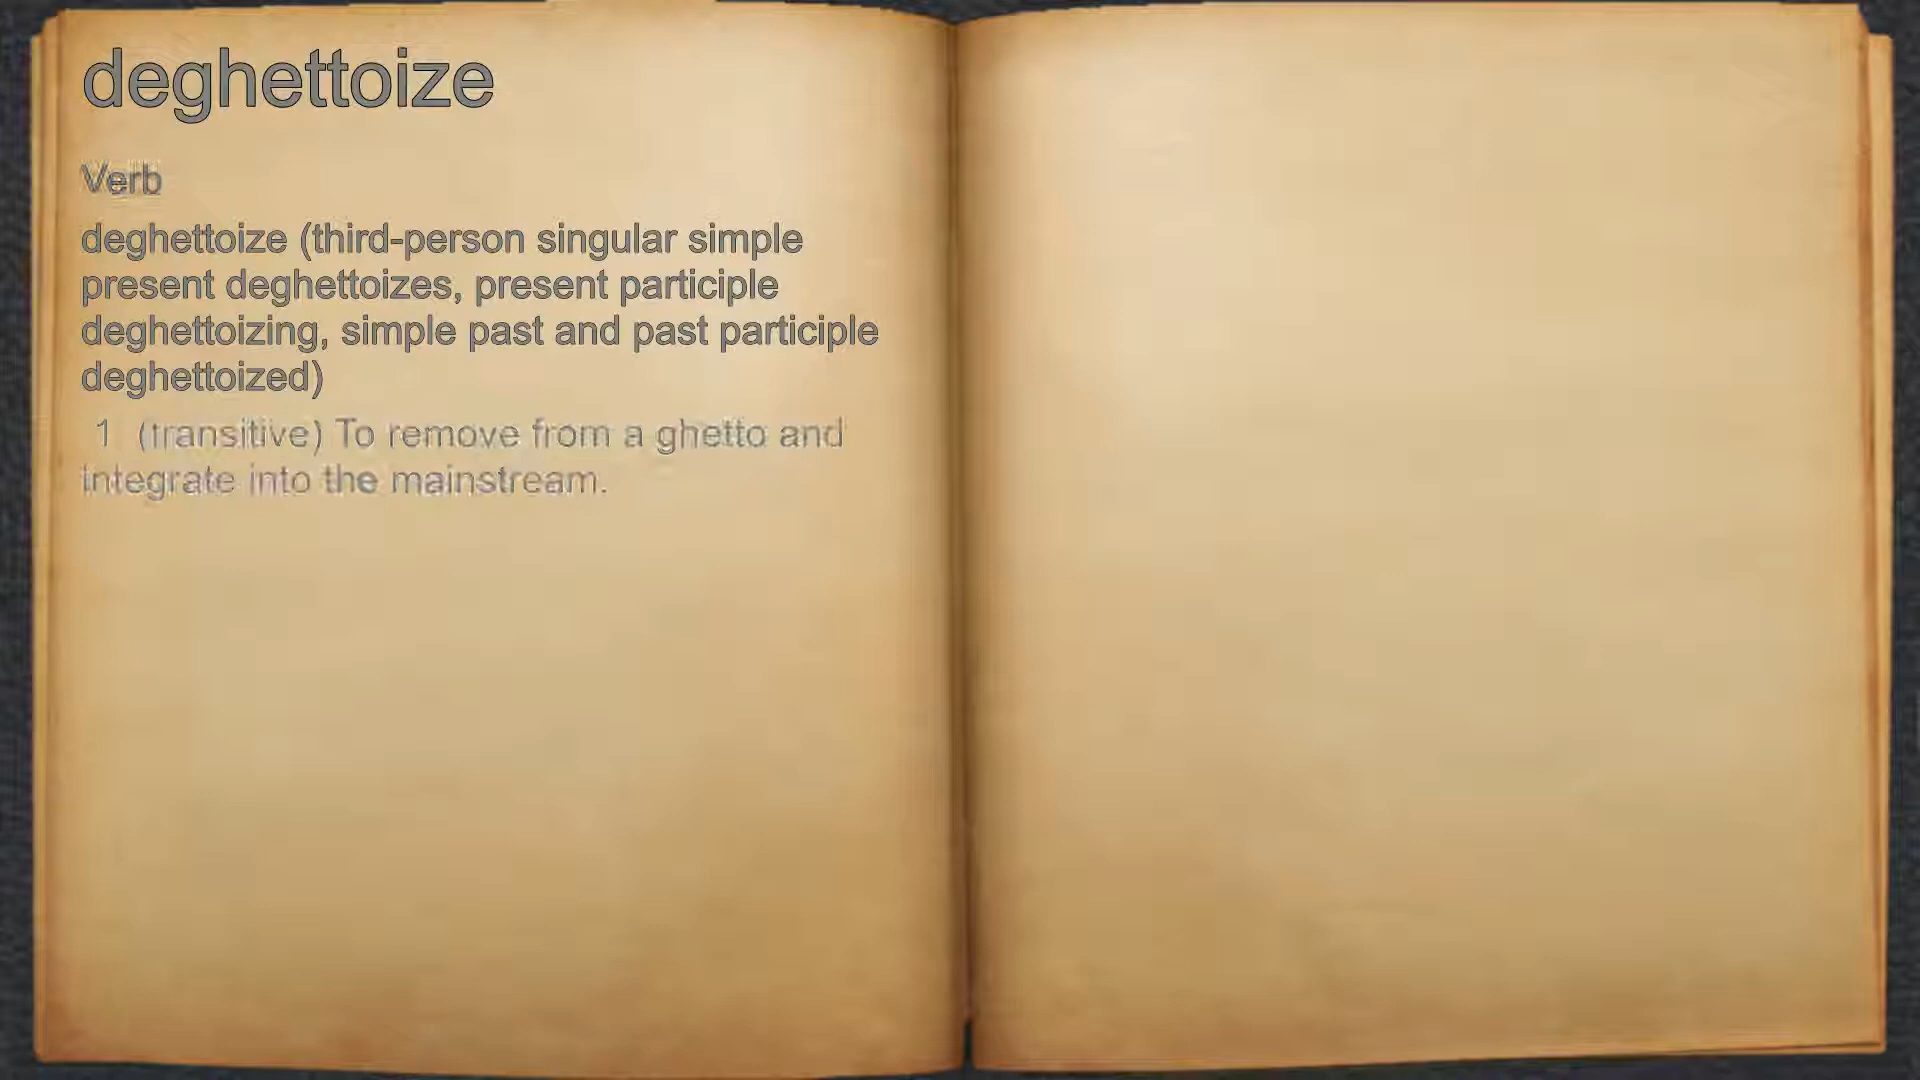 deghettoize
Verb
deghettoize (third-person singular simple
present deghettoizes, present participle
deghettoizing, simple past and past participle
deghettoized)
1 (transitive) To remove from a ghetto and
integrate into the mainstream.